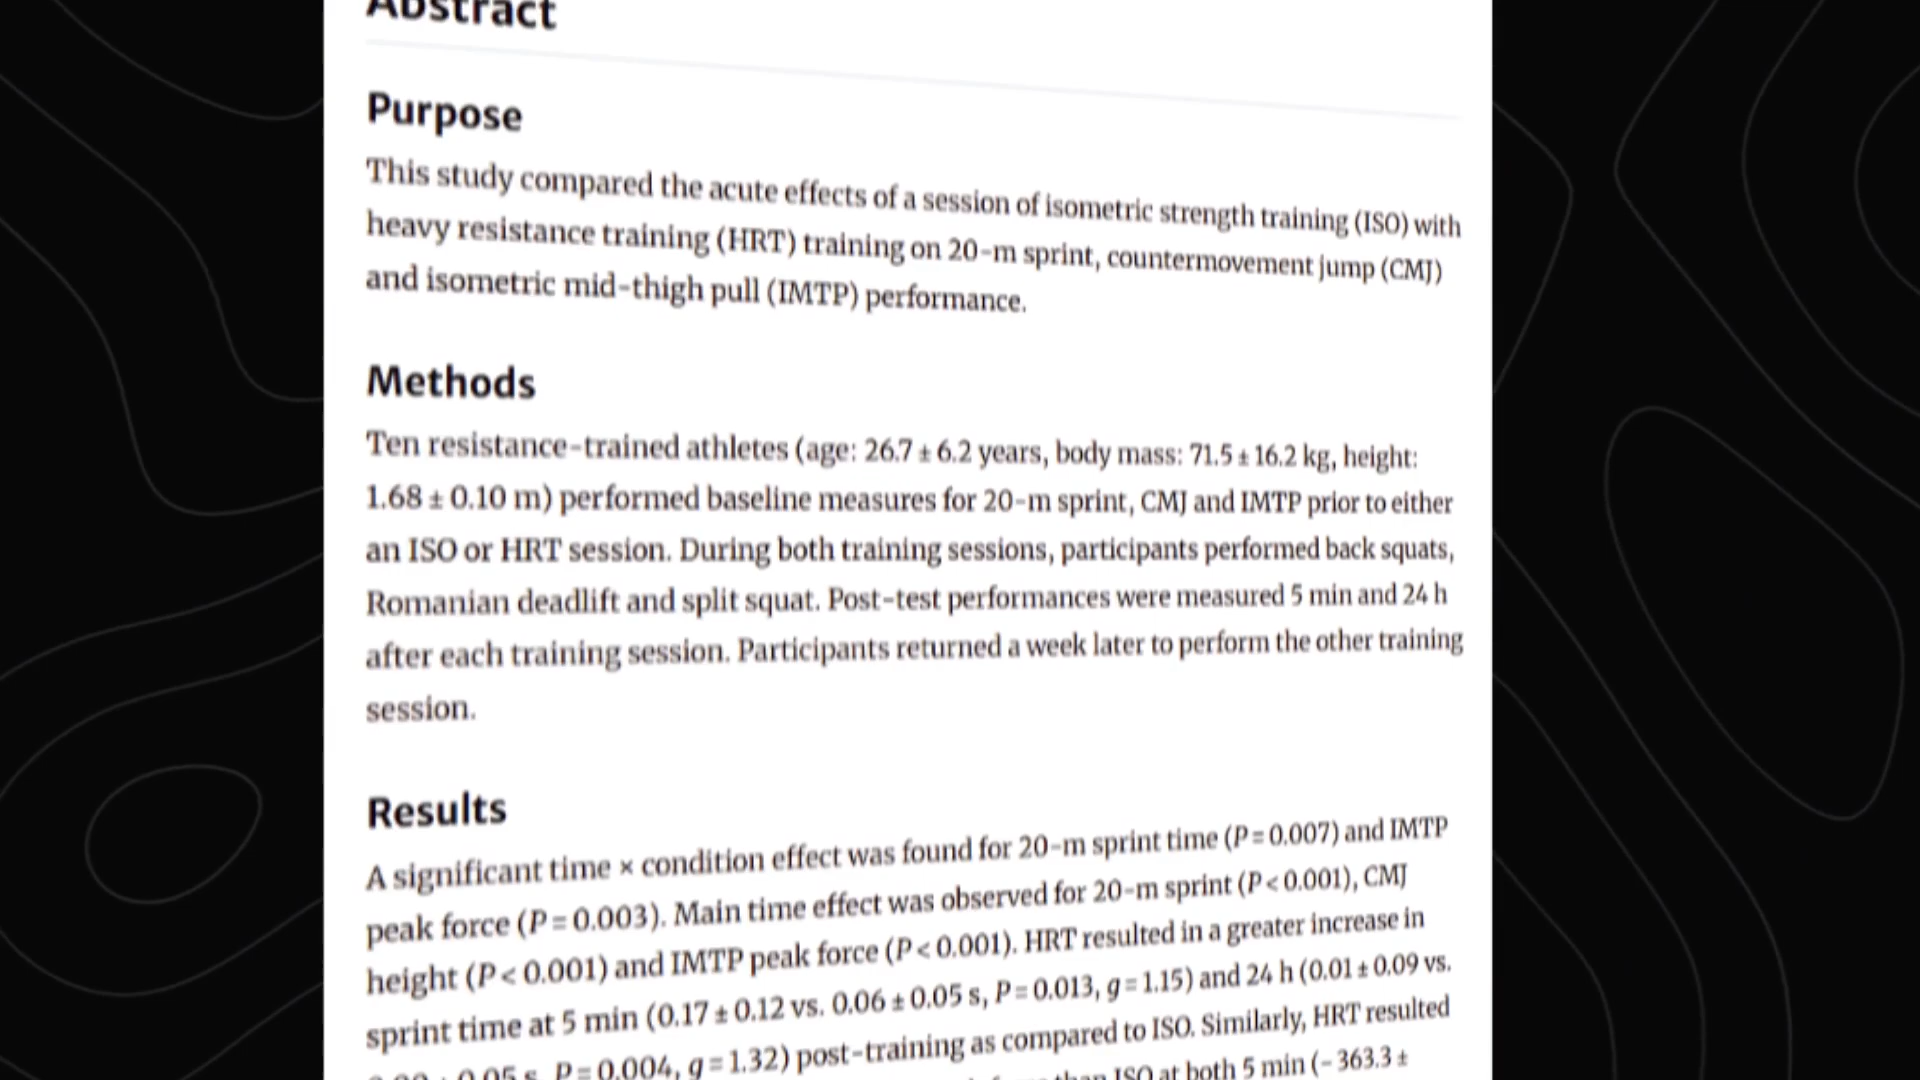 Abstract
Purpose
This study compared the acute effects of a session of isometric strength training (ISO) with
heavy resistance training (HRT) training on 20-m sprint, countermovement jump (CMJ)
and isometric mid-thigh pull (IMTP) performance.
Methods
Ten resistance-trained athletes (age: 26.7 ± 6.2 years, body mass: 71.5 ± 16.2 kg, height:
1.68 ± 0.10 m) performed baseline measures for 20-m sprint, CMJ and IMTP prior to either
an ISO or HRT session. During both training sessions, participants performed back squats,
Romanian deadlift and split squat. Post-test performances were measured 5 min and 24 h
after each training session. Participants returned a week later to perform the other training
session.
Results
A significant time × condition effect was found for 20-m sprint time (P = 0.007) and IMTP
peak force (P = 0.003). Main time effect was observed for 20-m sprint (P < 0.001), CMJ
height (P < 0.001) and IMTP peak force (P < 0.001). HRT resulted in a greater increase in
sprint time at 5 min (0.17 ± 0.12 vs. 0.06 ± 0.05 s, P = 0.013, g = 1.15) and 24 h (0.01 ± 0.09 vs.
0.05 s, P = 0.004, g = 1.32) post-training as compared to ISO. Similarly, HRT resulted
than ISO at both 5 min (- 363.3 ±